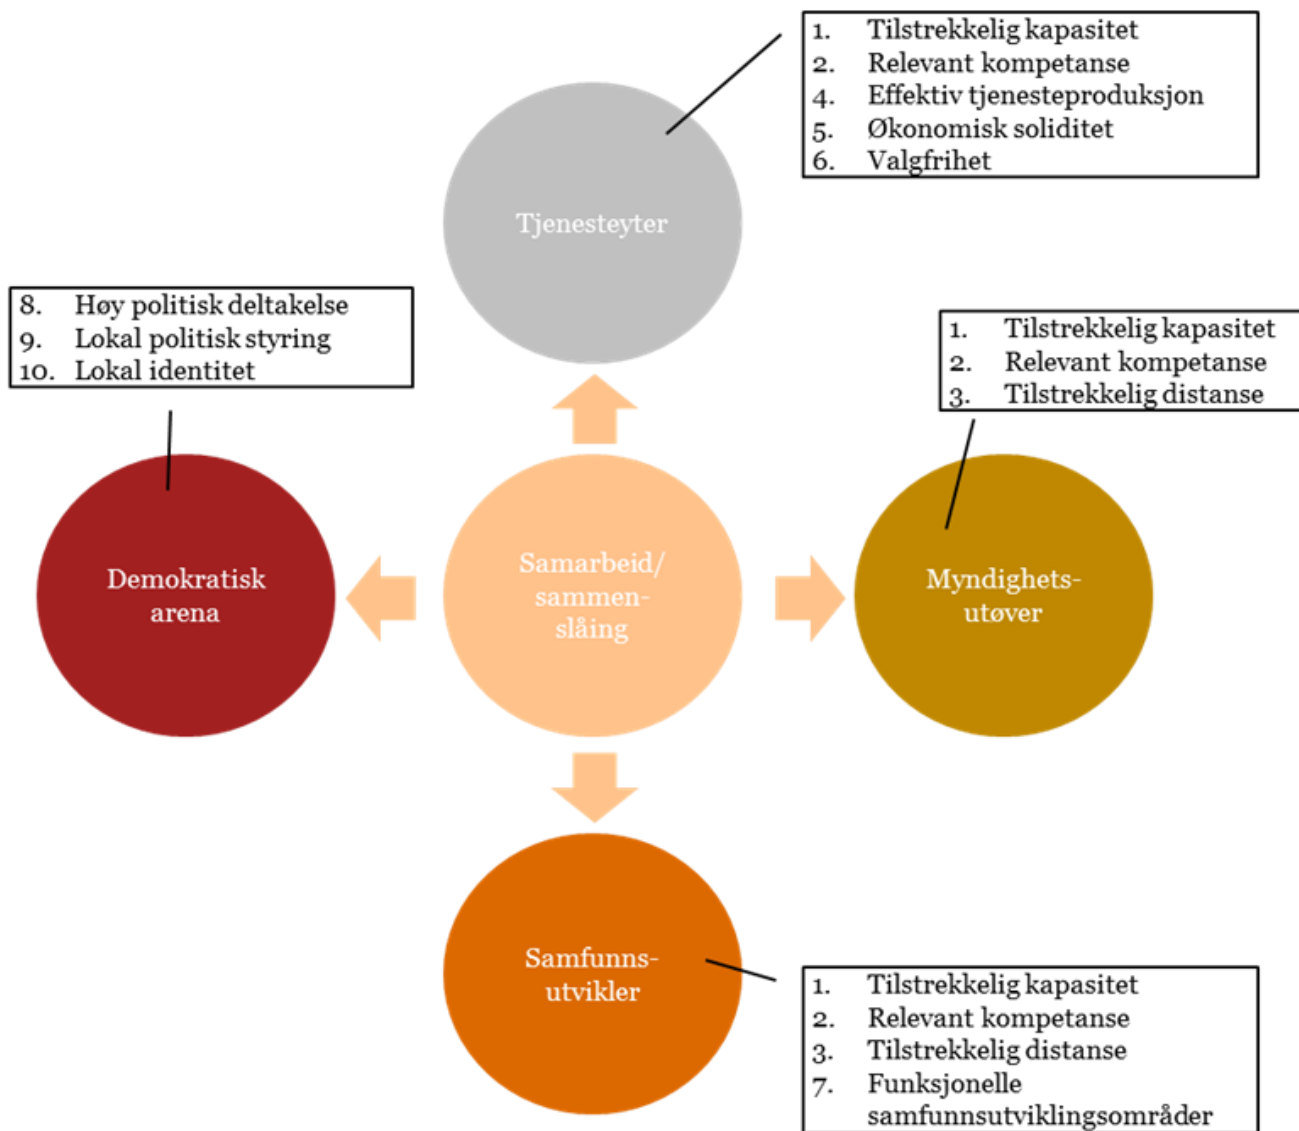 1. Tilstrekkelig kapasitet
2. Relevant kompetanse
4. Effektiv tjenesteproduksjon
5. Økonomisk soliditet
6. Valgfrihet
Tjenesteyter
8. Høy politisk deltakelse
9. Lokal politisk styring
10. Lokal identitet
1. Tilstrekkelig kapasitet
2. Relevant kompetanse
3. Tilstrekkelig distanse
Demokratisk
arena
Samarbeid/
sammen-
slåing
Myndighets-
utøver
Samfunns-
utvikler
1. Tilstrekkelig kapasitet
2. Relevant kompetanse
3. Tilstrekkelig distanse
7. Funksjonelle
samfunnsutviklingsområder